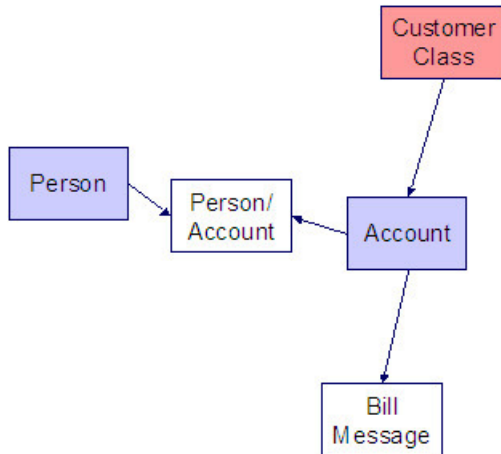 Customer
Class
Person
Person/
Account
Account
Bill
Message